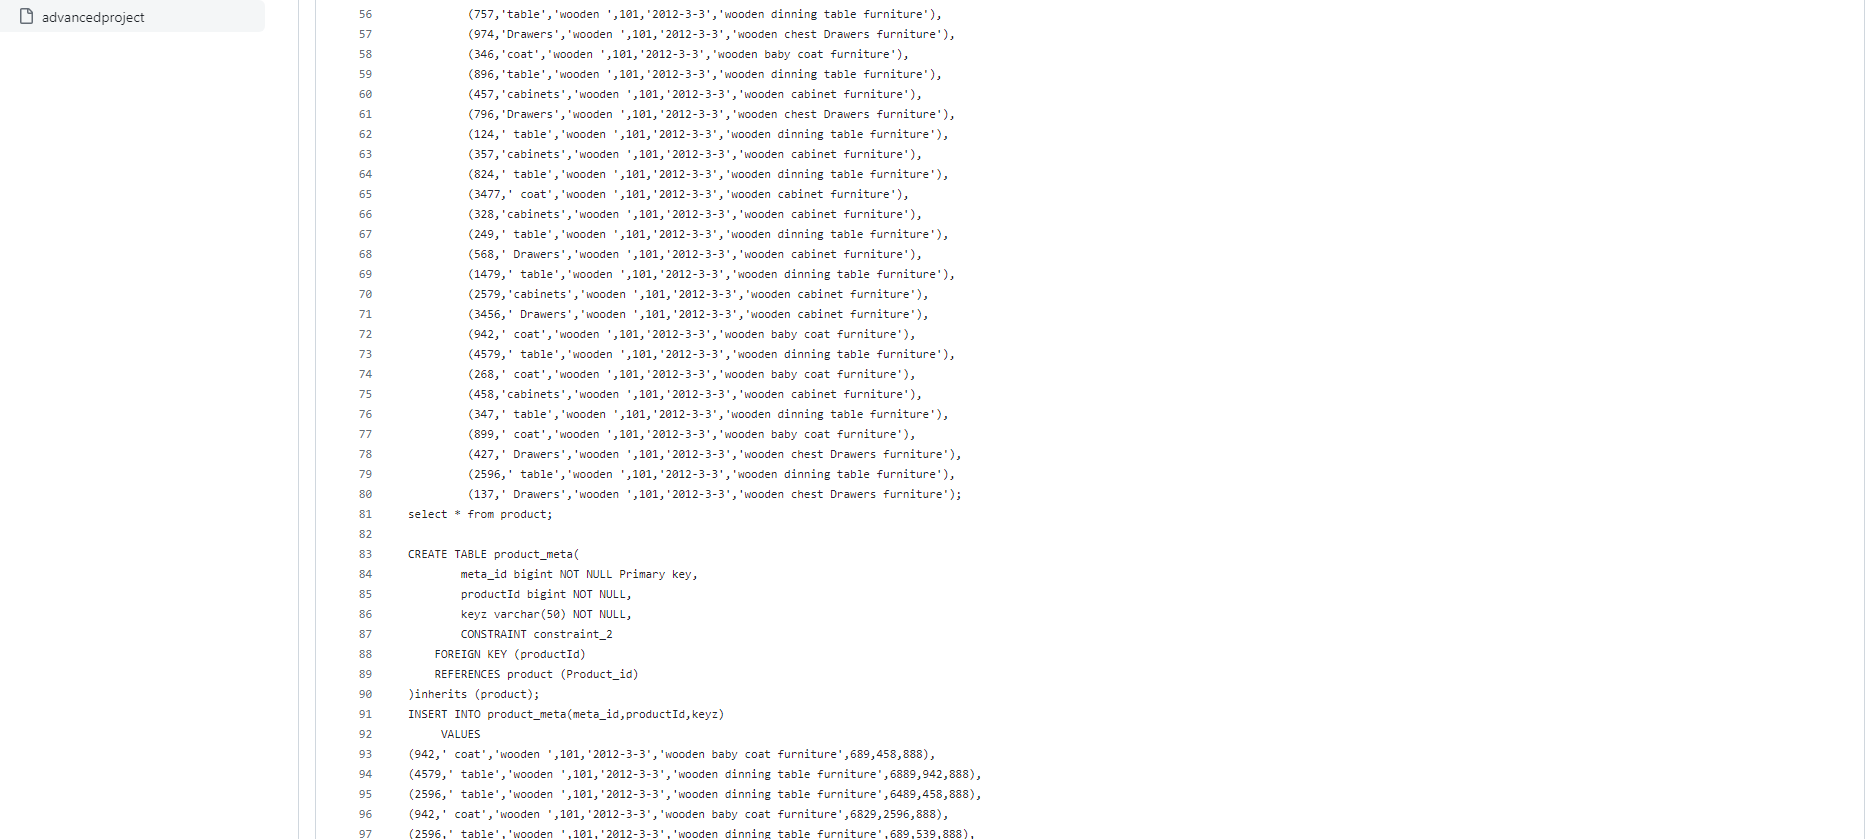 advancedproject
56 (757,'table','wooden ',101,'2012-3-3','wooden dinning table furniture'),
57 (974,'Drawers','wooden ',101,'2012-3-3','wooden chest Drawers furniture'),
58 (346,'coat','wooden ',101,'2012-3-3','wooden baby coat furniture'),
59 (896,'table','wooden ',101,'2012-3-3','wooden dinning table furniture'),
60 (457,'cabinets','wooden ',101,'2012-3-3','wooden cabinet furniture'),
61 (796,'Drawers','wooden ',101,'2012-3-3','wooden chest Drawers furniture'),
62 (124,' table','wooden ',101,'2012-3-3','wooden dinning table furniture'),
63 (357,'cabinets','wooden ',101,'2012-3-3','wooden cabinet furniture'),
64 (824,' table','wooden ',101,'2012-3-3','wooden dinning table furniture'),
65 (3477,' coat','wooden ',101,'2012-3-3','wooden cabinet furniture'),
66 (328,'cabinets','wooden ',101,'2012-3-3','wooden cabinet furniture'),
67 (249,' table','wooden ',101,'2012-3-3','wooden dinning table furniture'),
68 (568,' Drawers','wooden ',101,'2012-3-3','wooden cabinet furniture'),
69 (1479,' table','wooden ',101,'2012-3-3','wooden dinning table furniture'),
70 (2579,'cabinets','wooden ',101,'2012-3-3','wooden cabinet furniture'),
71 (3456,' Drawers','wooden ',101,'2012-3-3','wooden cabinet furniture'),
72 (942,' coat','wooden ',101,'2012-3-3','wooden baby coat furniture'),
73 (4579,' table','wooden ',101,'2012-3-3','wooden dinning table furniture'),
74 (268,' coat','wooden ',101,'2012-3-3','wooden baby coat furniture'),
75 (458,'cabinets','wooden ',101,'2012-3-3','wooden cabinet furniture'),
76 (347,' table','wooden ',101,'2012-3-3','wooden dinning table furniture'),
77 (899,' coat','wooden ',101,'2012-3-3','wooden baby coat furniture'),
78 (427,' Drawers','wooden ',101,'2012-3-3','wooden chest Drawers furniture'),
79 (2596,' table','wooden ',101,'2012-3-3','wooden dinning table furniture'),
80 (137,' Drawers','wooden ',101,'2012-3-3','wooden chest Drawers furniture');
81 select * from product;
82
83 CREATE TABLE product_meta(
84 meta_id bigint NOT NULL Primary key,
85 productId bigint NOT NULL,
86 keyz varchar(50) NOT NULL,
87 CONSTRAINT constraint_2
88 FOREIGN KEY (productId)
89 REFERENCES product (Product_id)
90 )inherits (product);
91 INSERT INTO product_meta(meta_id,productId,keyz)
92 VALUES
93 (942,' coat','wooden ',101,'2012-3-3','wooden baby coat furniture',689,458,888),
94 (4579,' table','wooden ',101,'2012-3-3','wooden dinning table furniture',6889,942,888),
95 (2596,' table','wooden ',101,'2012-3-3','wooden dinning table furniture',6489,458,888),
96 (942,' coat','wooden ',101,'2012-3-3','wooden baby coat furniture',6829,2596,888),
97 (2596,' table','wooden ',101,'2012-3-3','wooden dinning table furniture',689,539,888),